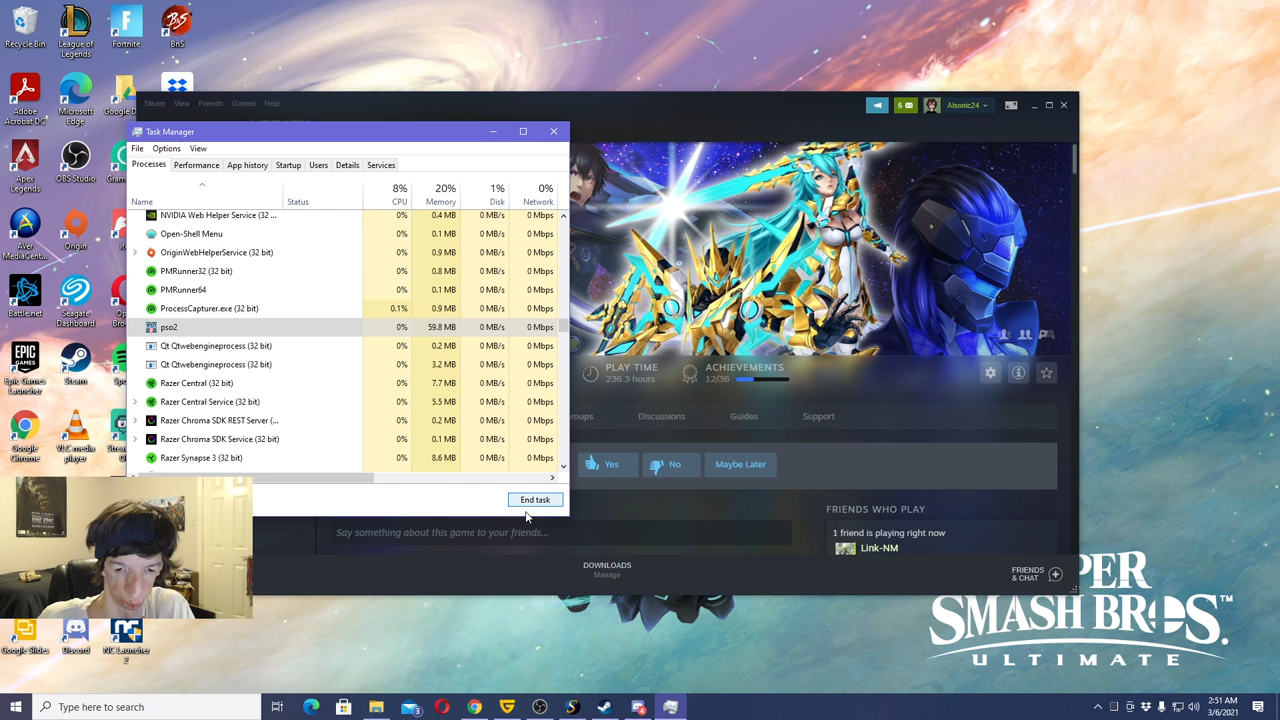 Recycle Bin
League of Legends
Fortnite
BnS
Adobe Acrobat DC
Microsoft Edge
Google D
Apex Legends
OBS Studio
Gram
AVer MediaCent...
Origin
Battle.net
Seagate Dashboard
Epic Games Launcher
Steam
Google Chrome
VLC media player
Google Slides
Discord
NC Launcher 2
Steam View Friends Games Help
5
Alsonic24
Task Manager
File Options View
Processes Performance App history Startup Users Details Services
8% 20% 1% 0%
Name Status CPU Memory Disk Network
NVIDIA Web Helper Service (32 ... 0% 0.4 MB 0 MB/s 0 Mbps
Open-Shell Menu 0% 0.1 MB 0 MB/s 0 Mbps
OriginWebHelperService (32 bit) 0% 0.9 MB 0 MB/s 0 Mbps
PMRunner32 (32 bit) 0% 0.8 MB 0 MB/s 0 Mbps
PMRunner64 0% 0.1 MB 0 MB/s 0 Mbps
ProcessCapturer.exe (32 bit) 0.1% 0.9 MB 0 MB/s 0 Mbps
pso2 0% 59.8 MB 0 MB/s 0 Mbps
Qt Qtwebengineprocess (32 bit) 0% 0.2 MB 0 MB/s 0 Mbps
Qt Qtwebengineprocess (32 bit) 0% 3.2 MB 0 MB/s 0 Mbps
Razer Central (32 bit) 0% 7.7 MB 0 MB/s 0 Mbps
Razer Central Service (32 bit) 0% 5.5 MB 0 MB/s 0 Mbps
Razer Chroma SDK REST Server (... 0% 0.2 MB 0 MB/s 0 Mbps
Razer Chroma SDK Service (32 bit) 0% 0.1 MB 0 MB/s 0 Mbps
Razer Synapse 3 (32 bit) 0% 8.6 MB 0 MB/s 0 Mbps
End task
PLAY TIME
236.3 hours
ACHIEVEMENTS
12/36
roups Discussions Guides Support
Yes No Maybe Later
Say something about this game to your friends...
FRIENDS WHO PLAY
1 friend is playing right now
Link-NM
DOWNLOADS
Manage
FRIENDS & CHAT
PER
SMASH BROS.™
ULTIMATE
Type here to search
2:51 AM
3/6/2021